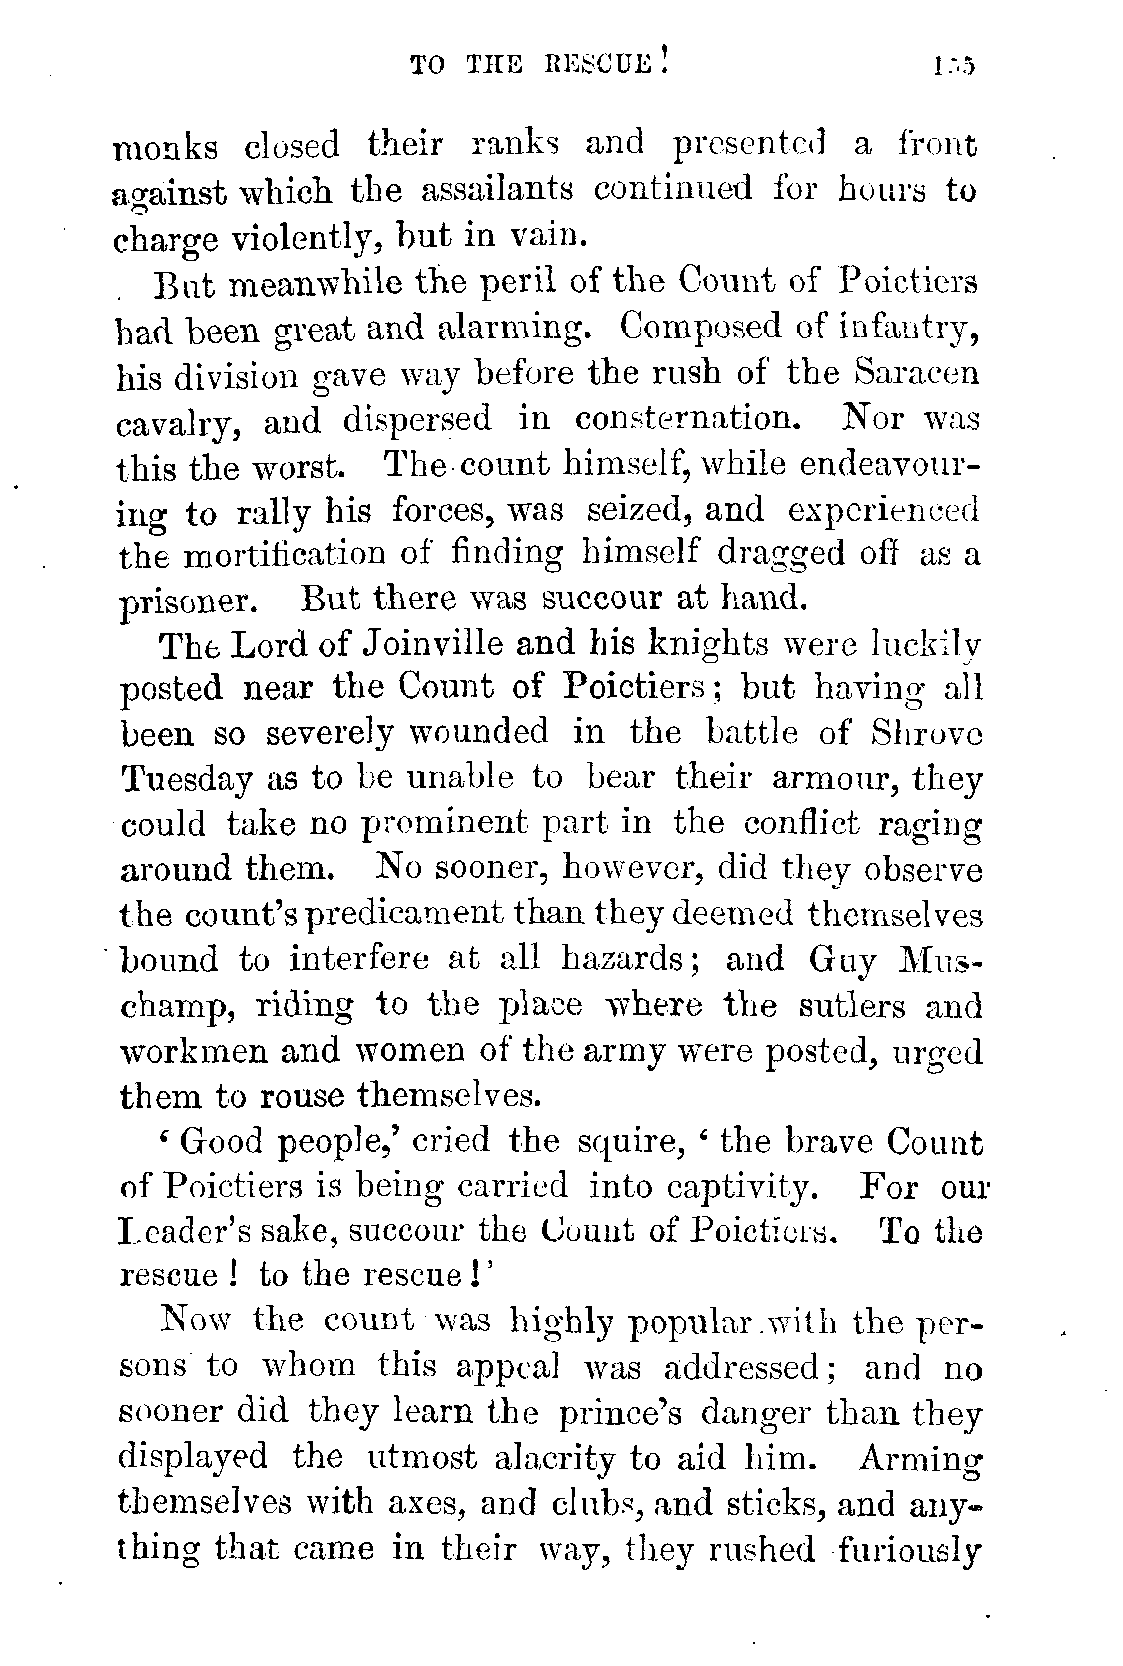 TO THE RESCUE!
monks closed their ranks and presented a front
against which the assailants continued for hours to
charge violently, but in vain.
But meanwhile the peril of the Count of Poictiers
had been great and alarming. Composed of infantry,
his division gave way before the rush of the Saracen
cavalry, and dispersed in consternation. Nor was
this the worst. The count himself, while endeavour-
ing to rally his forces, was seized, and experienced
the mortification of finding himself dragged off as a
prisoner. But there was succour at hand.
The Lord of Joinville and his knights were luckily
posted near the Count of Poictiers; but having all
been so severely wounded in the battle of Shrove
Tuesday as to be unable to bear their armour, they
could take no prominent part in the conflict raging
around them. No sooner, however, did they observe
the count's predicament than they deemed themselves
bound to interfere at all hazards; and Guy Mus-
champ, riding to the place where the sutlers and
workmen and women of the army were posted, urged
them to rouse themselves.
‘Good people,’ cried the squire, ‘the brave Count
of Poictiers is being carried into captivity. For our
Leader's sake, succour the Count of Poictiers. To the
rescue! to the rescue!’
Now the count was highly popular with the per-
sons to whom this appeal was addressed; and no
sooner did they learn the prince's danger than they
displayed the utmost alacrity to aid him. Arming
themselves with axes, and clubs, and sticks, and any-
thing that came in their way, they rushed furiously